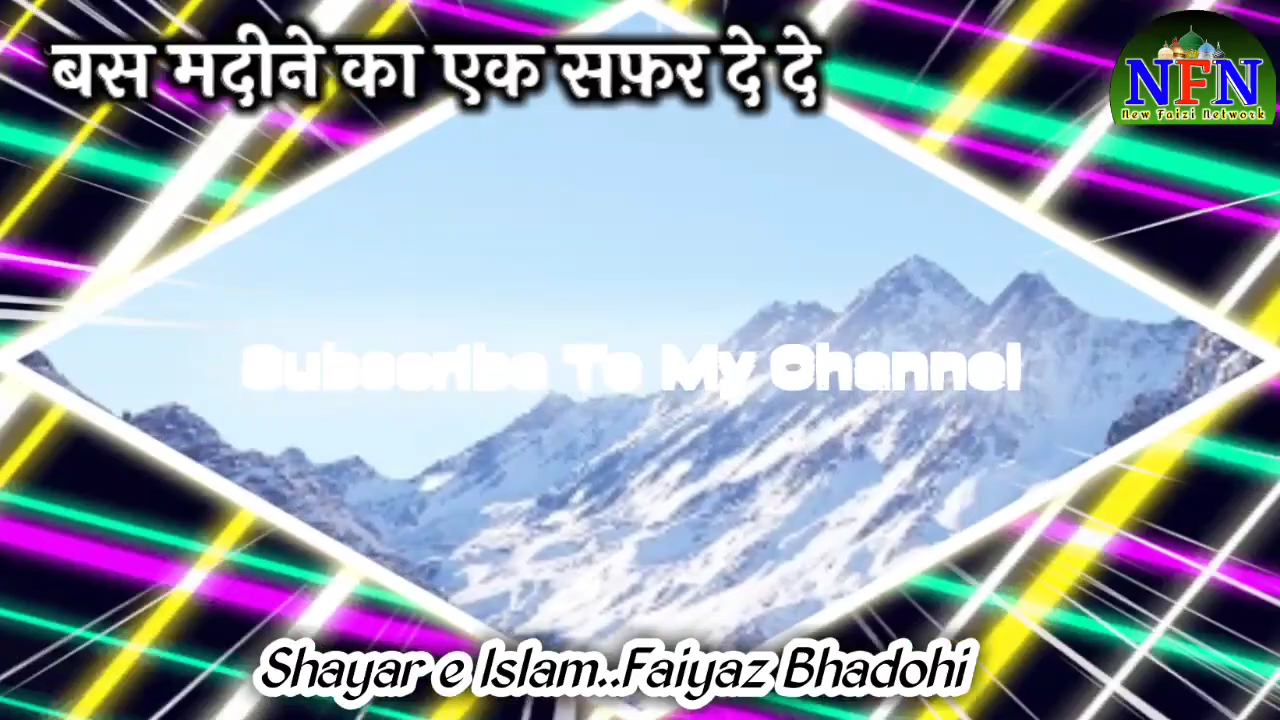 बस मदीने का एक सफ़र दे दे
NFN
New Faizi Network
Subscribe To My Channel
Shayar e Islam..Faiyaz Bhadohi